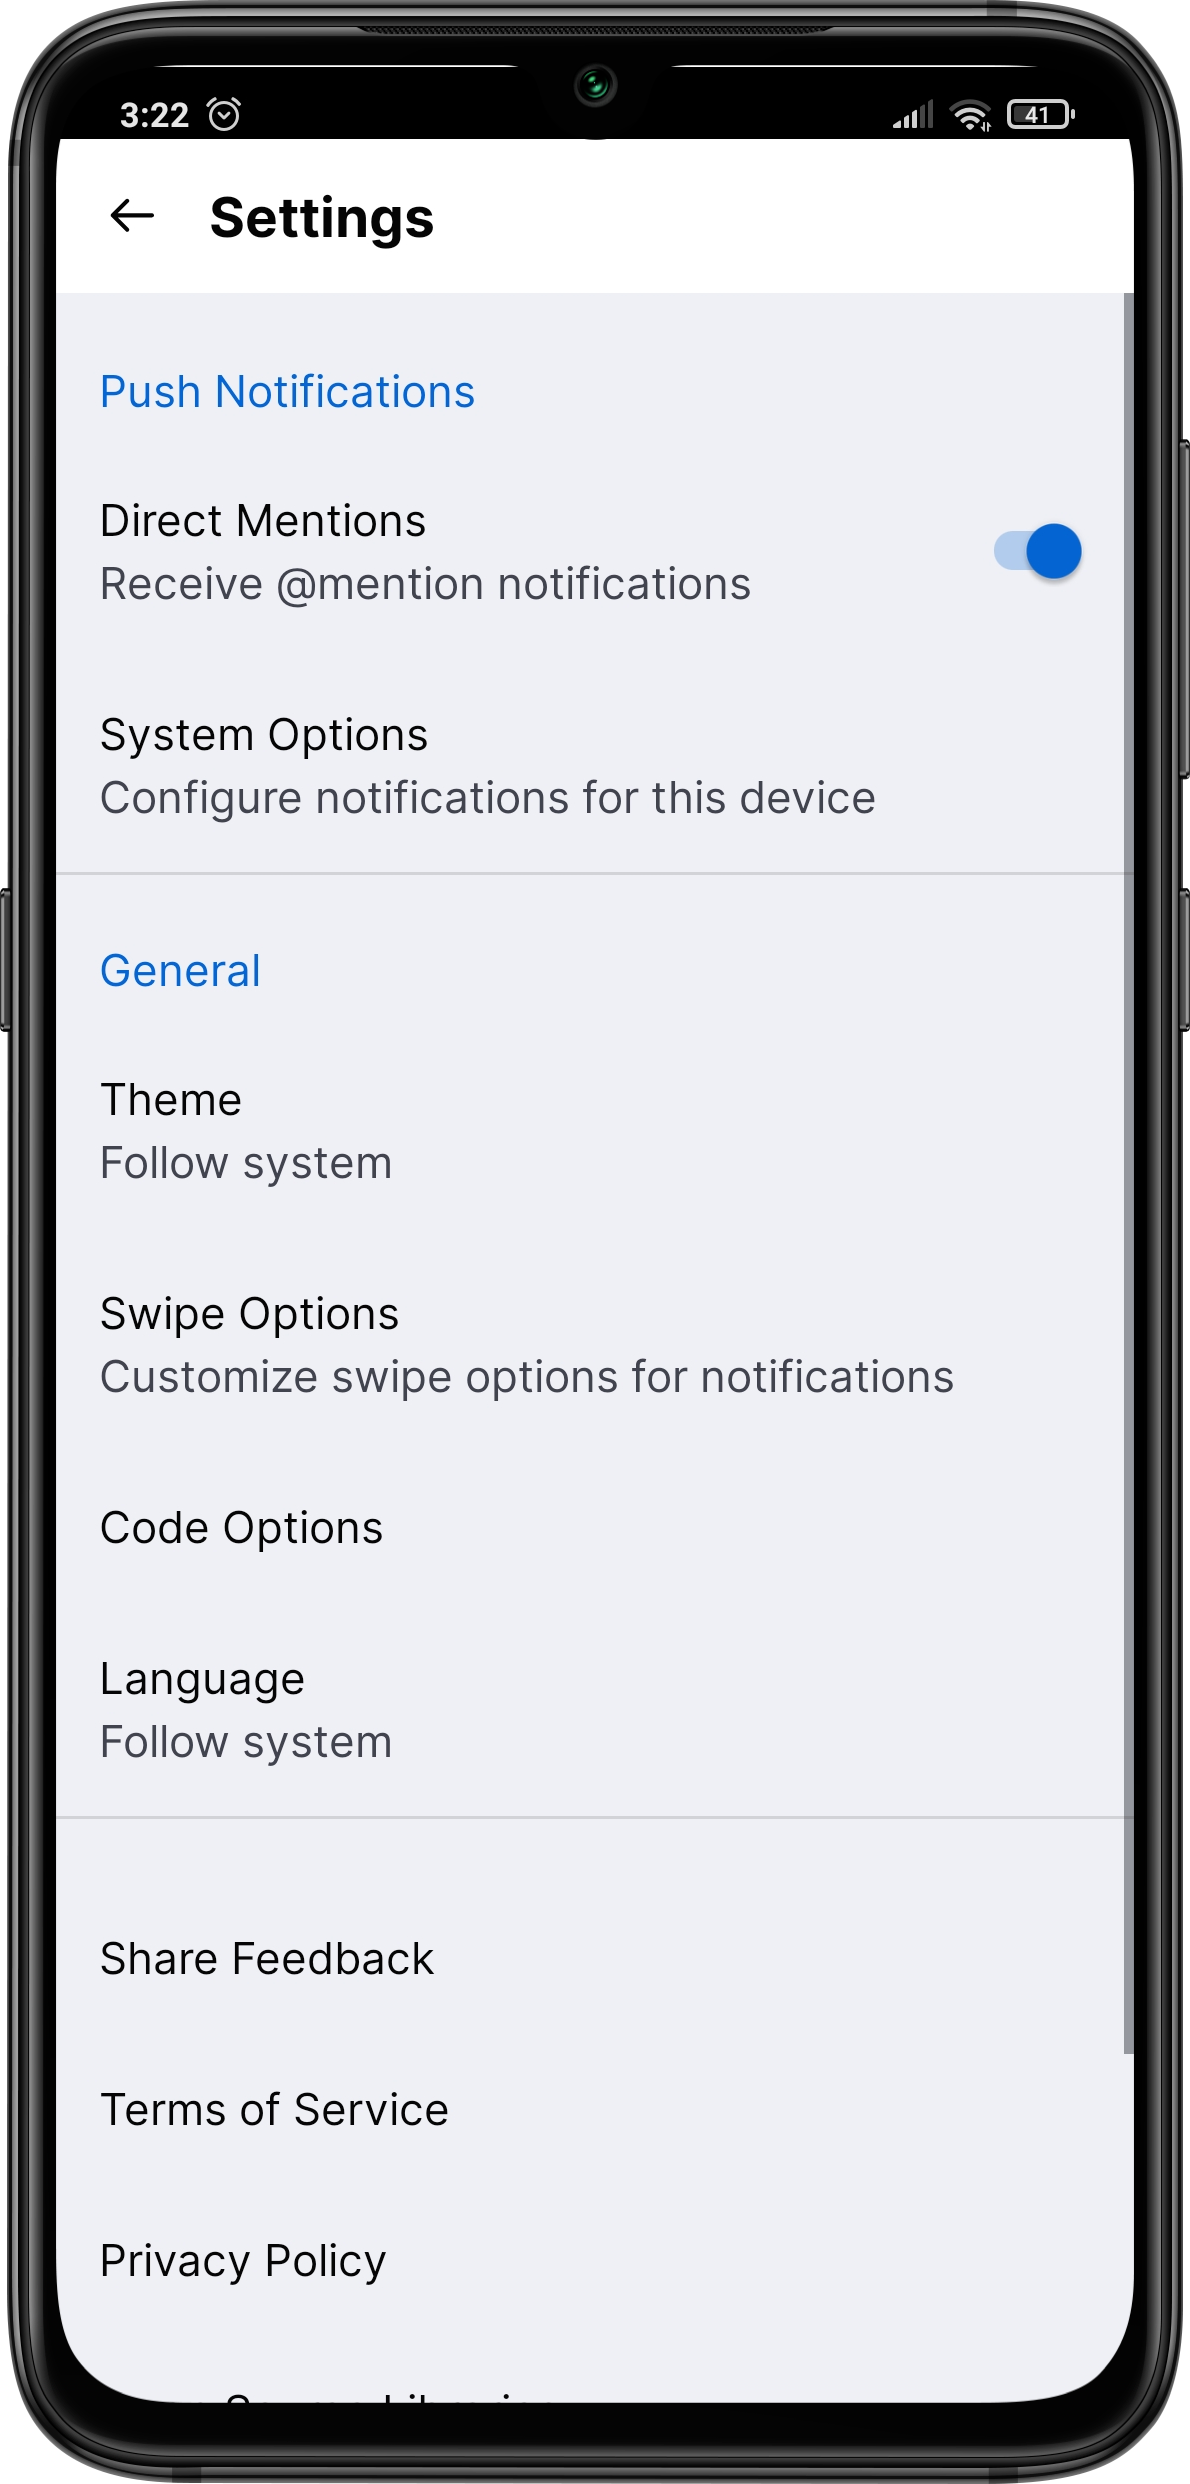 3:22
41
Settings
Push Notifications
Direct Mentions
Receive @mention notifications
System Options
Configure notifications for this device
General
Theme
Follow system
Swipe Options
Customize swipe options for notifications
Code Options
Language
Follow system
Share Feedback
Terms of Service
Privacy Policy